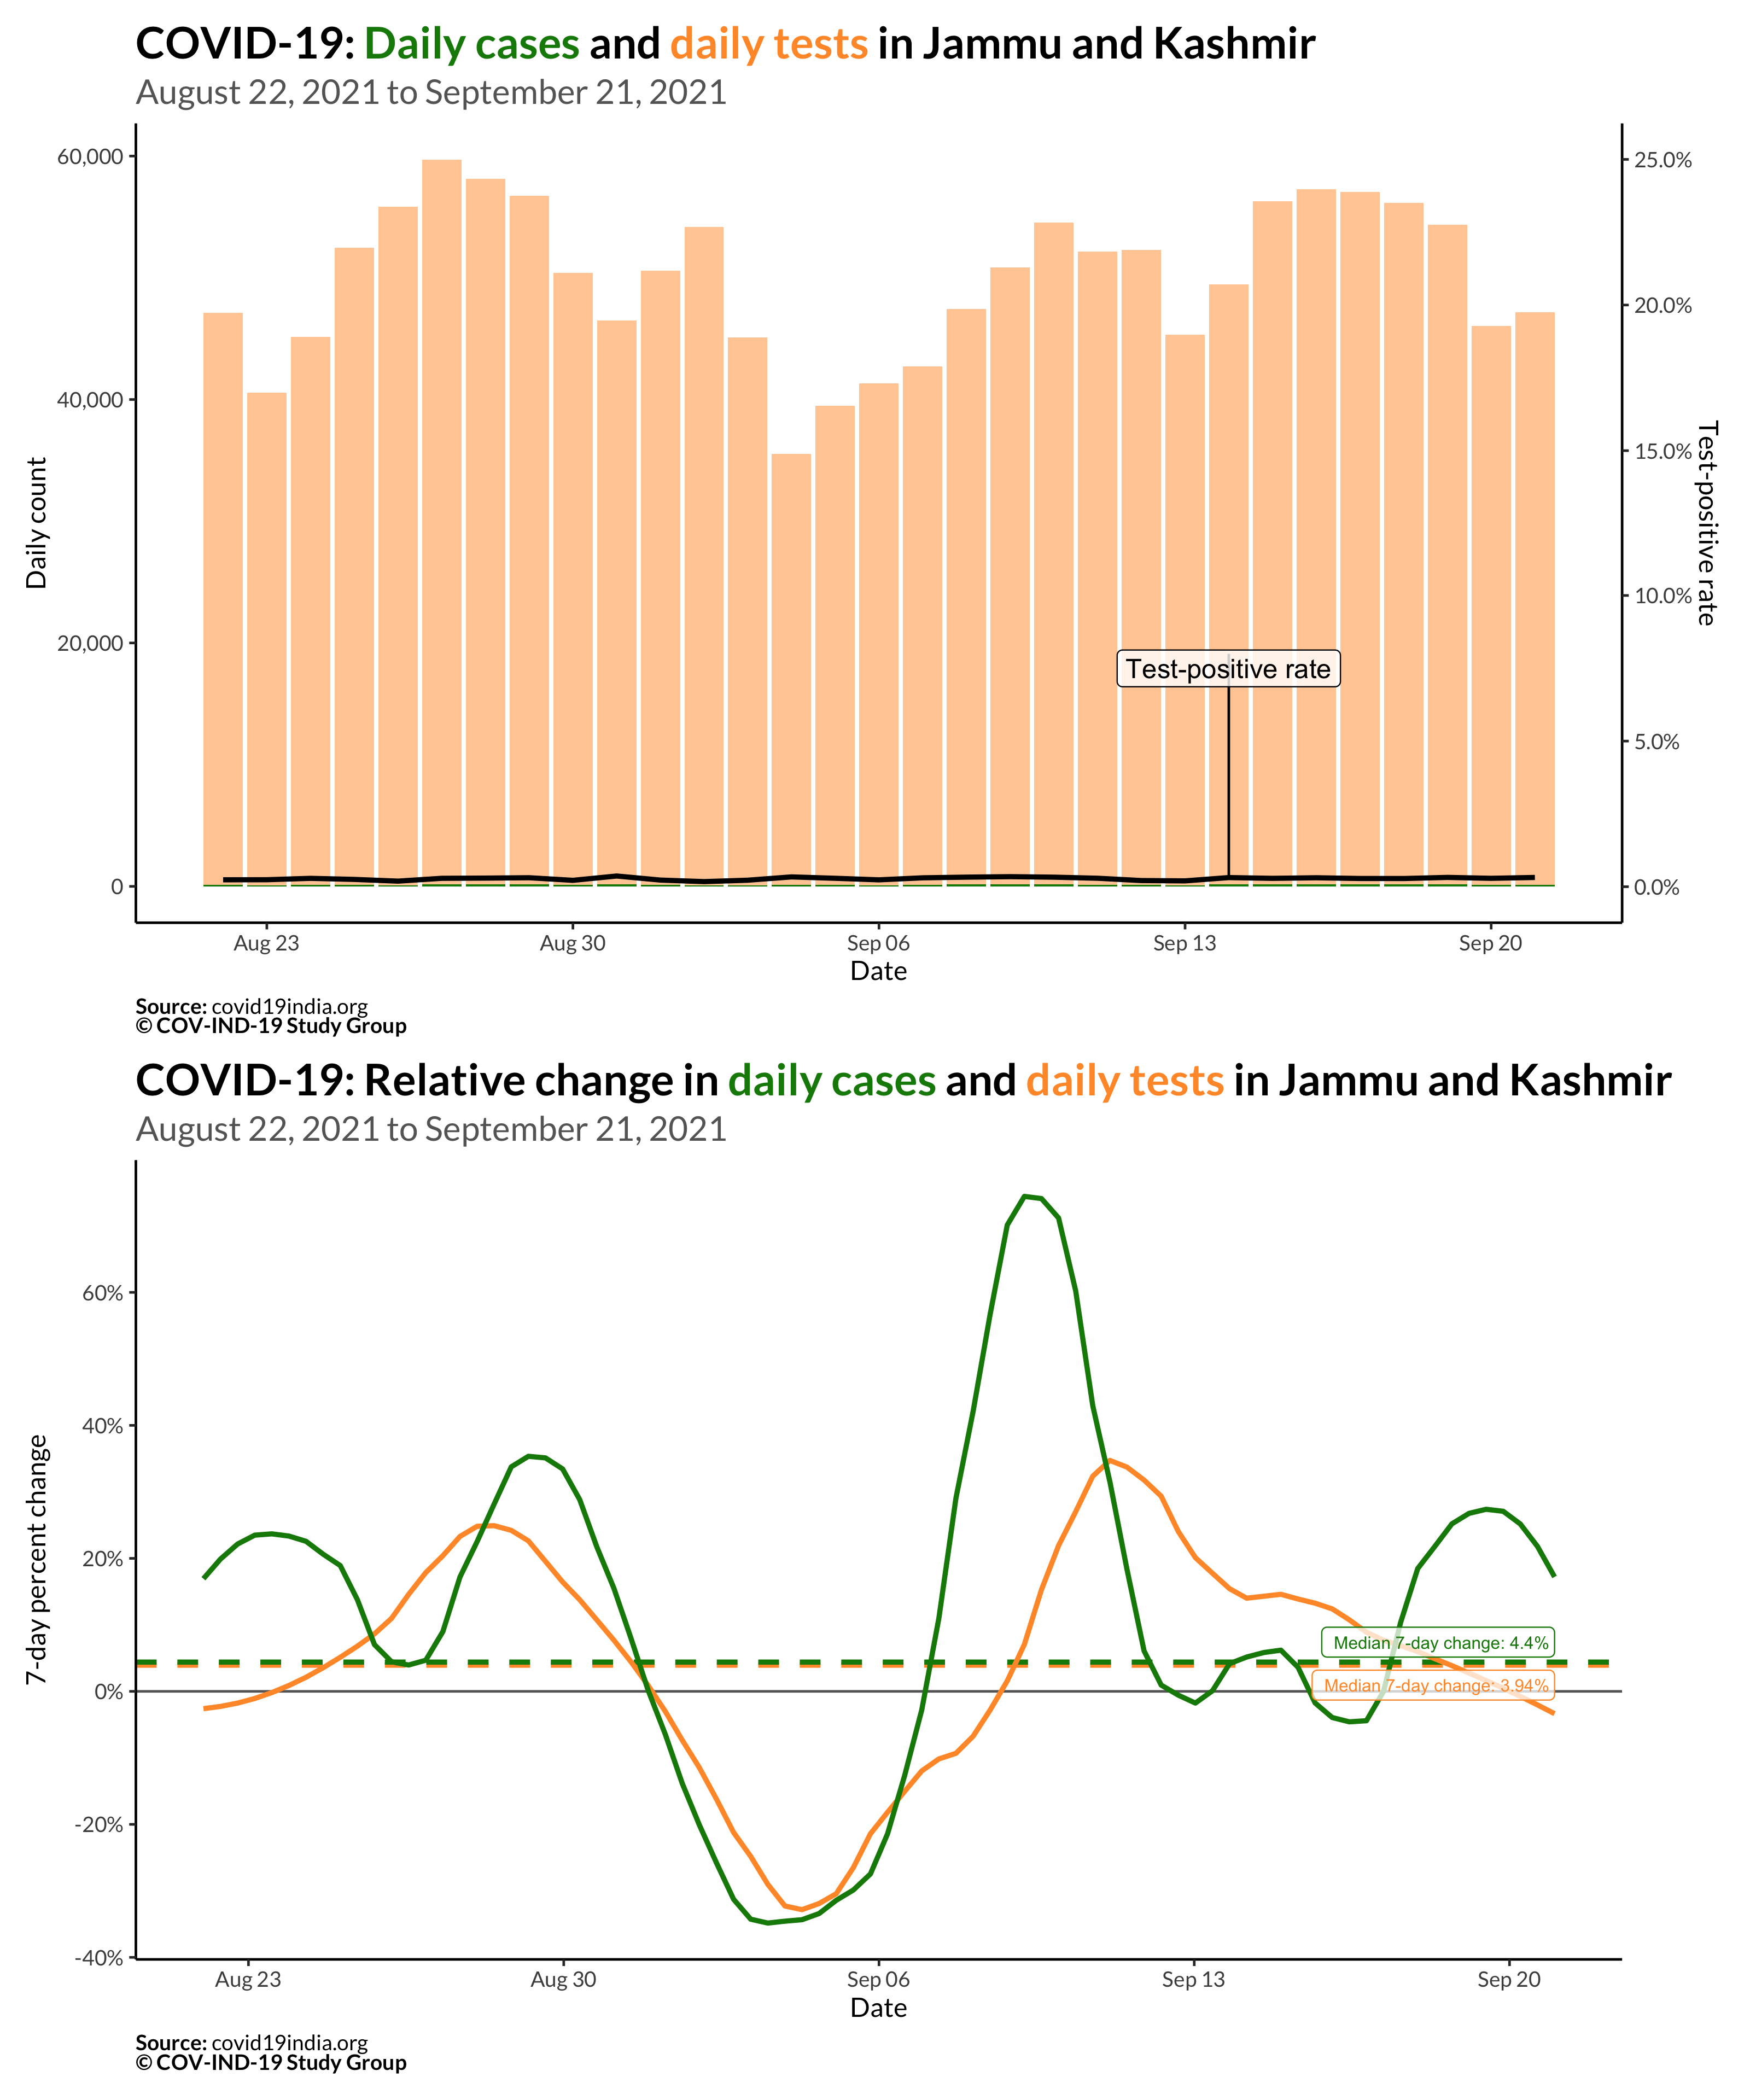 COVID-19: Daily cases and daily tests in Jammu and Kashmir
August 22, 2021 to September 21, 2021
60,000
40,000
20,000
0
Daily count
25.0%
20.0%
15.0%
10.0%
5.0%
0.0%
Test-positive rate
Test-positive rate
Aug 23
Aug 30
Sep 06
Sep 13
Sep 20
Date
Source: covid19india.org
© COV-IND-19 Study Group
COVID-19: Relative change in daily cases and daily tests in Jammu and Kashmir
August 22, 2021 to September 21, 2021
60%
40%
20%
0%
-20%
-40%
7-day percent change
Median 7-day change: 4.4%
Median 7-day change: 3.94%
Aug 23
Aug 30
Sep 06
Sep 13
Sep 20
Date
Source: covid19india.org
© COV-IND-19 Study Group